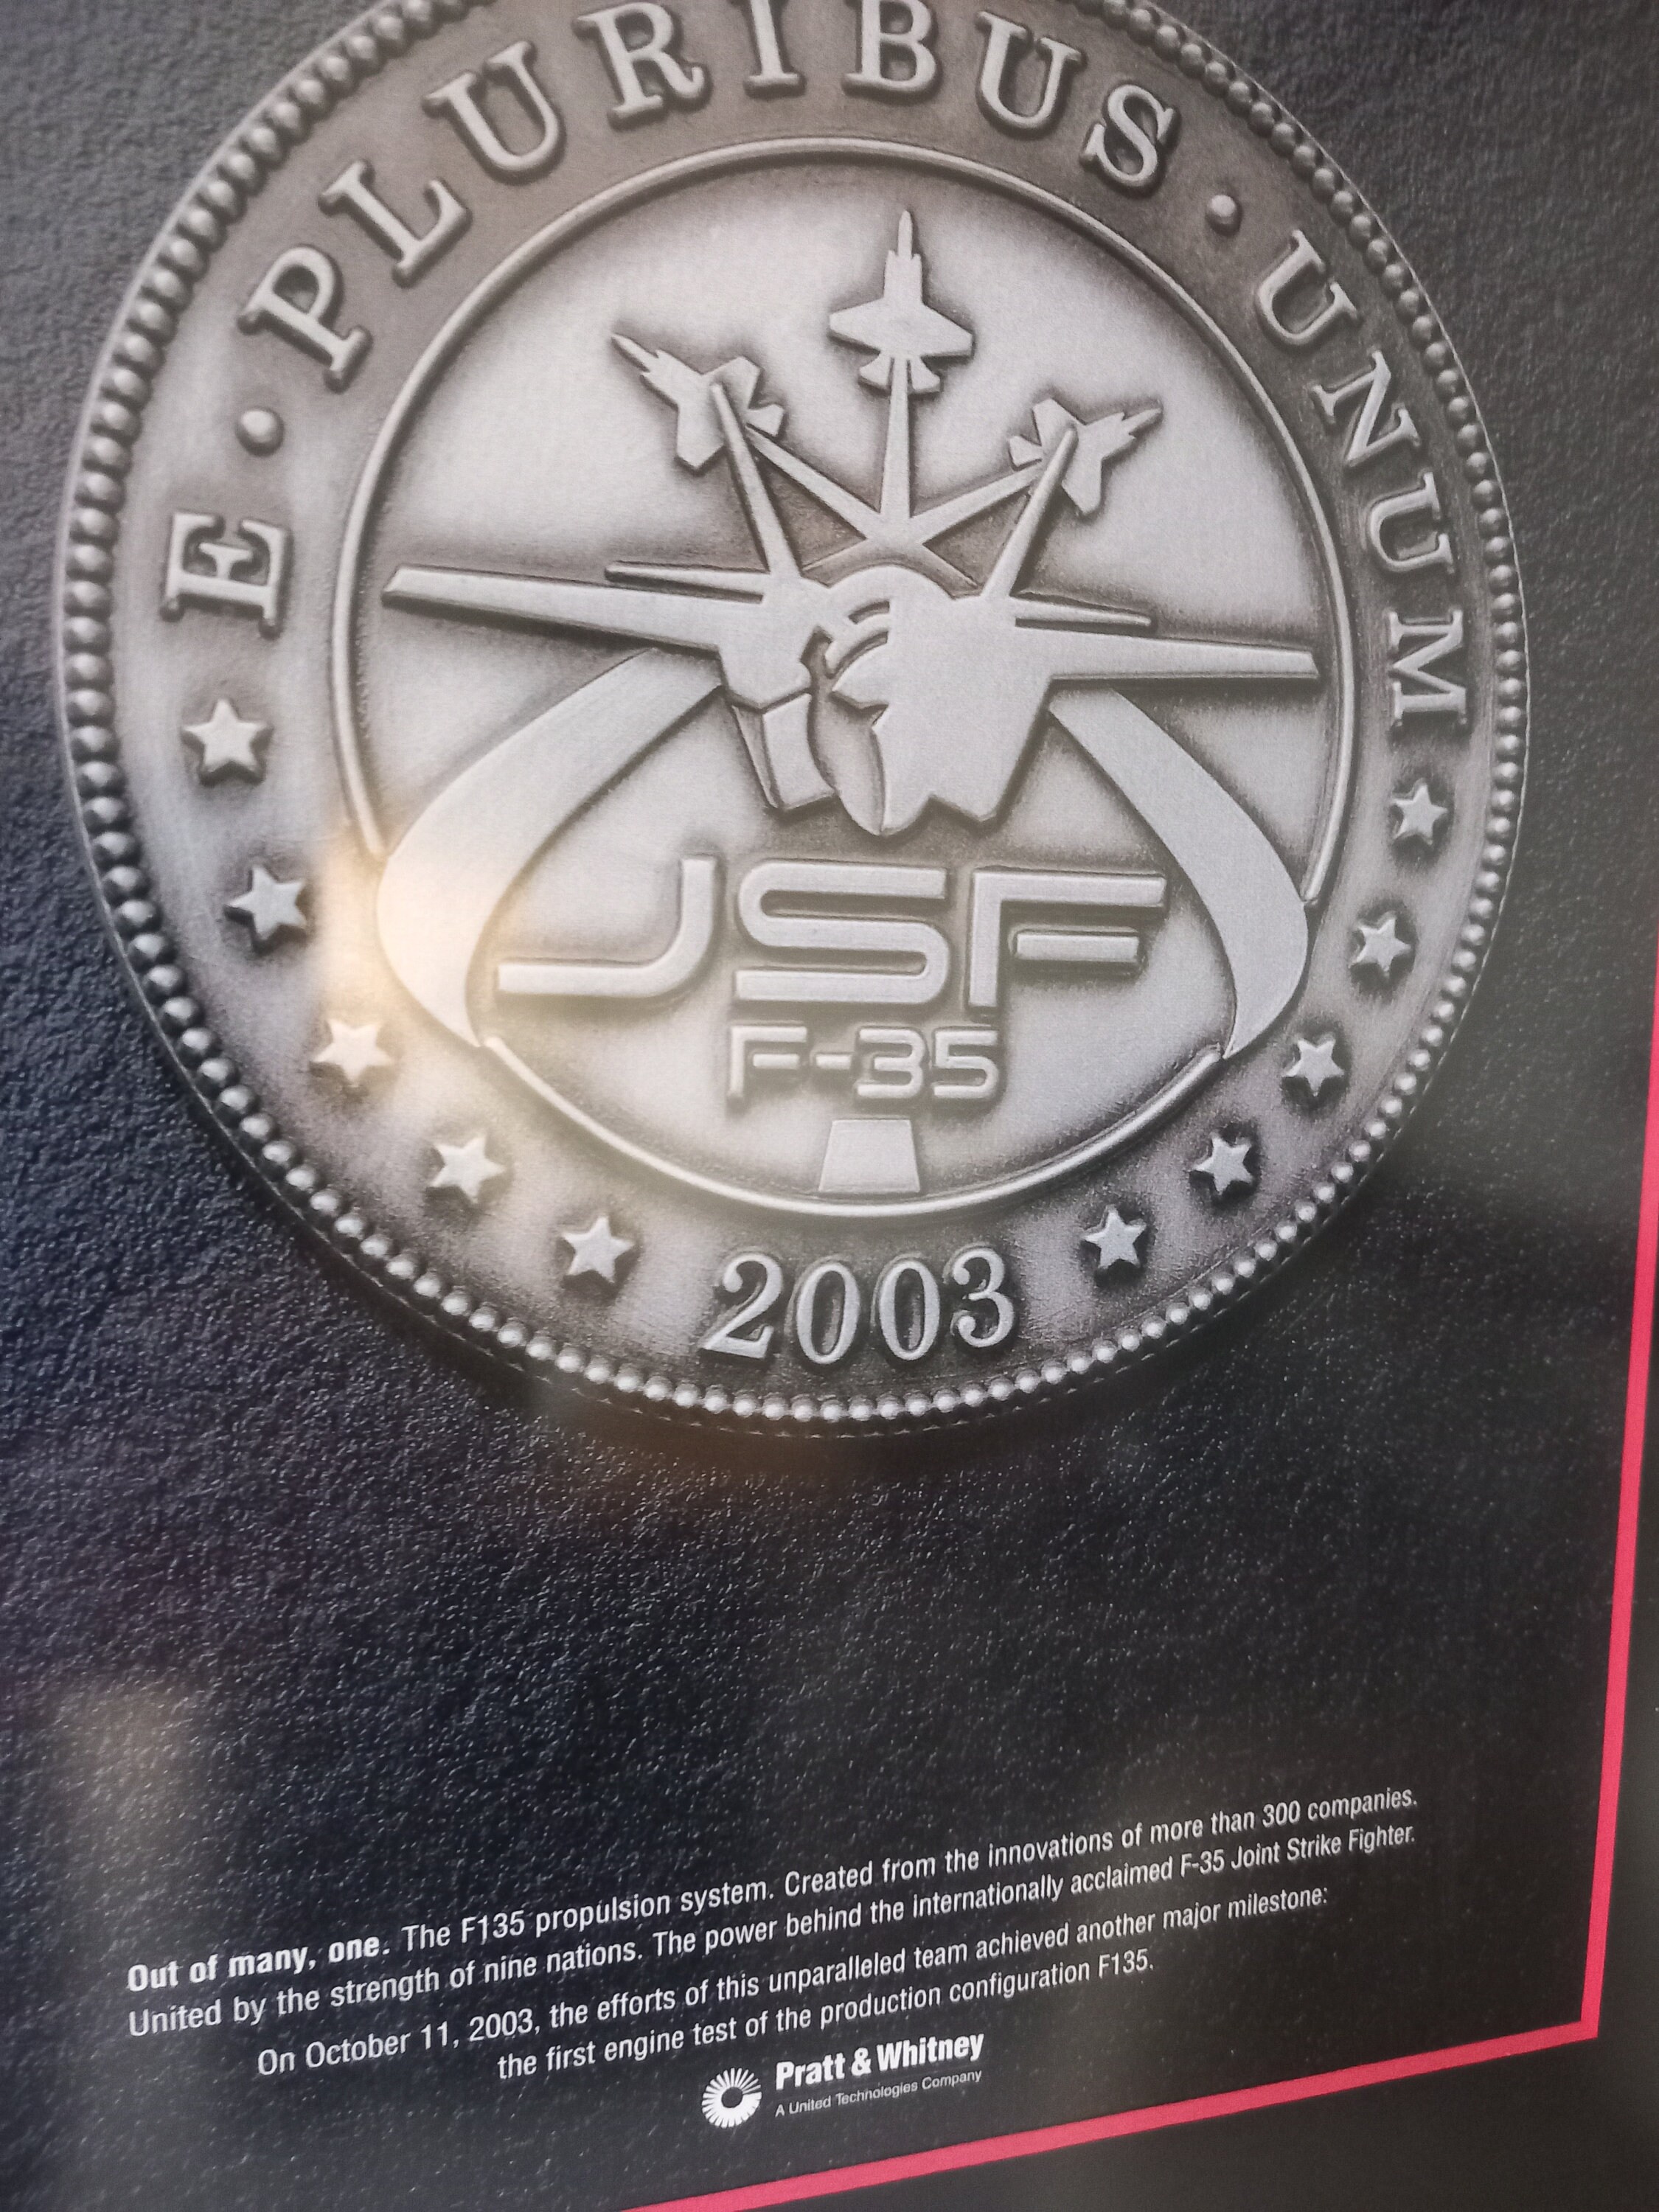 E · PLURIBUS · UNUM
JSF
F-35
2003
Out of many, one. The F135 propulsion system. Created from the innovations of more than 300 companies.
United by the strength of nine nations. The power behind the internationally acclaimed F-35 Joint Strike Fighter.
On October 11, 2003, the efforts of this unparalleled team achieved another major milestone:
the first engine test of the production configuration F135.
Pratt & Whitney
A United Technologies Company